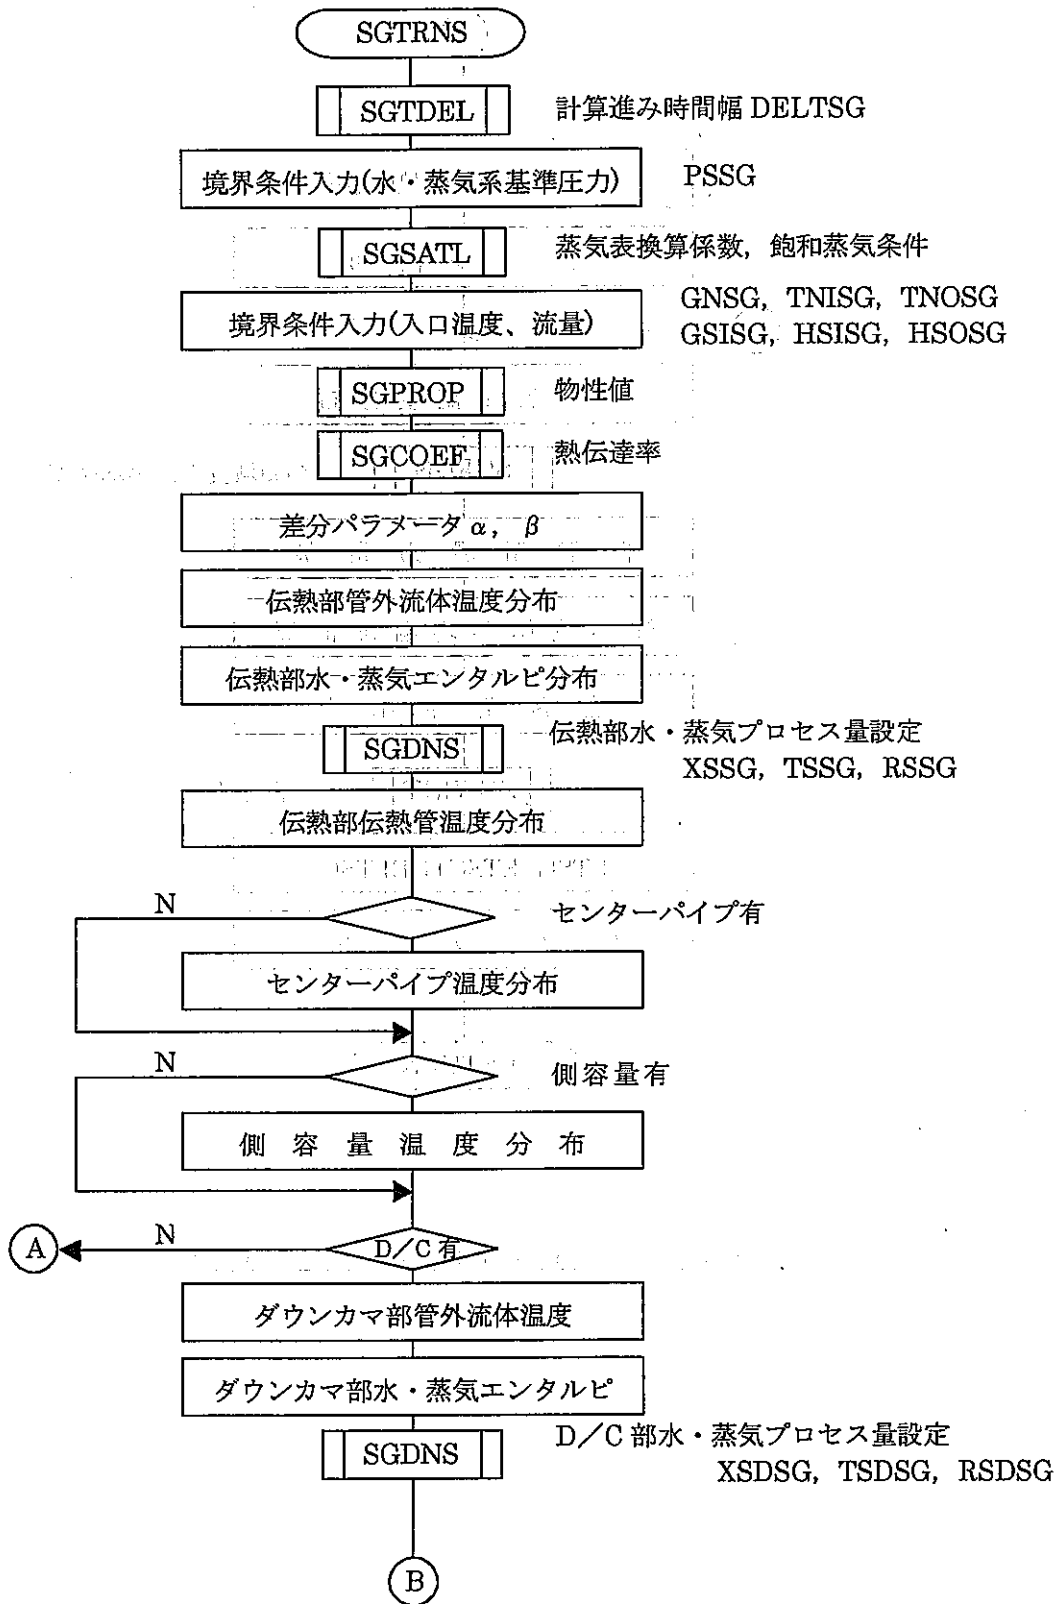 SGTRNS
SGTDEL
計算進み時間幅 DELTSG
境界条件入力(水・蒸気系基準圧力)
PSSG
SGSATL
蒸気表換算係数, 飽和蒸気条件
境界条件入力(入口温度、流量)
GNSG, TNISG, TNOSG
GSISG, HSISG, HSOSG
SGPROP
物性値
SGCOEF
熱伝達率
差分パラメータ α, β
伝熱部管外流体温度分布
伝熱部水・蒸気エンタルピ分布
SGDNS
伝熱部水・蒸気プロセス量設定
XSSG, TSSG, RSSG
伝熱部伝熱管温度分布
N
センターパイプ有
センターパイプ温度分布
N
側容量有
側 容 量 温 度 分 布
A
N
D/C 有
ダウンカマ部管外流体温度
ダウンカマ部水・蒸気エンタルピ
SGDNS
D/C 部水・蒸気プロセス量設定
XSDSG, TSDSG, RSDSG
B